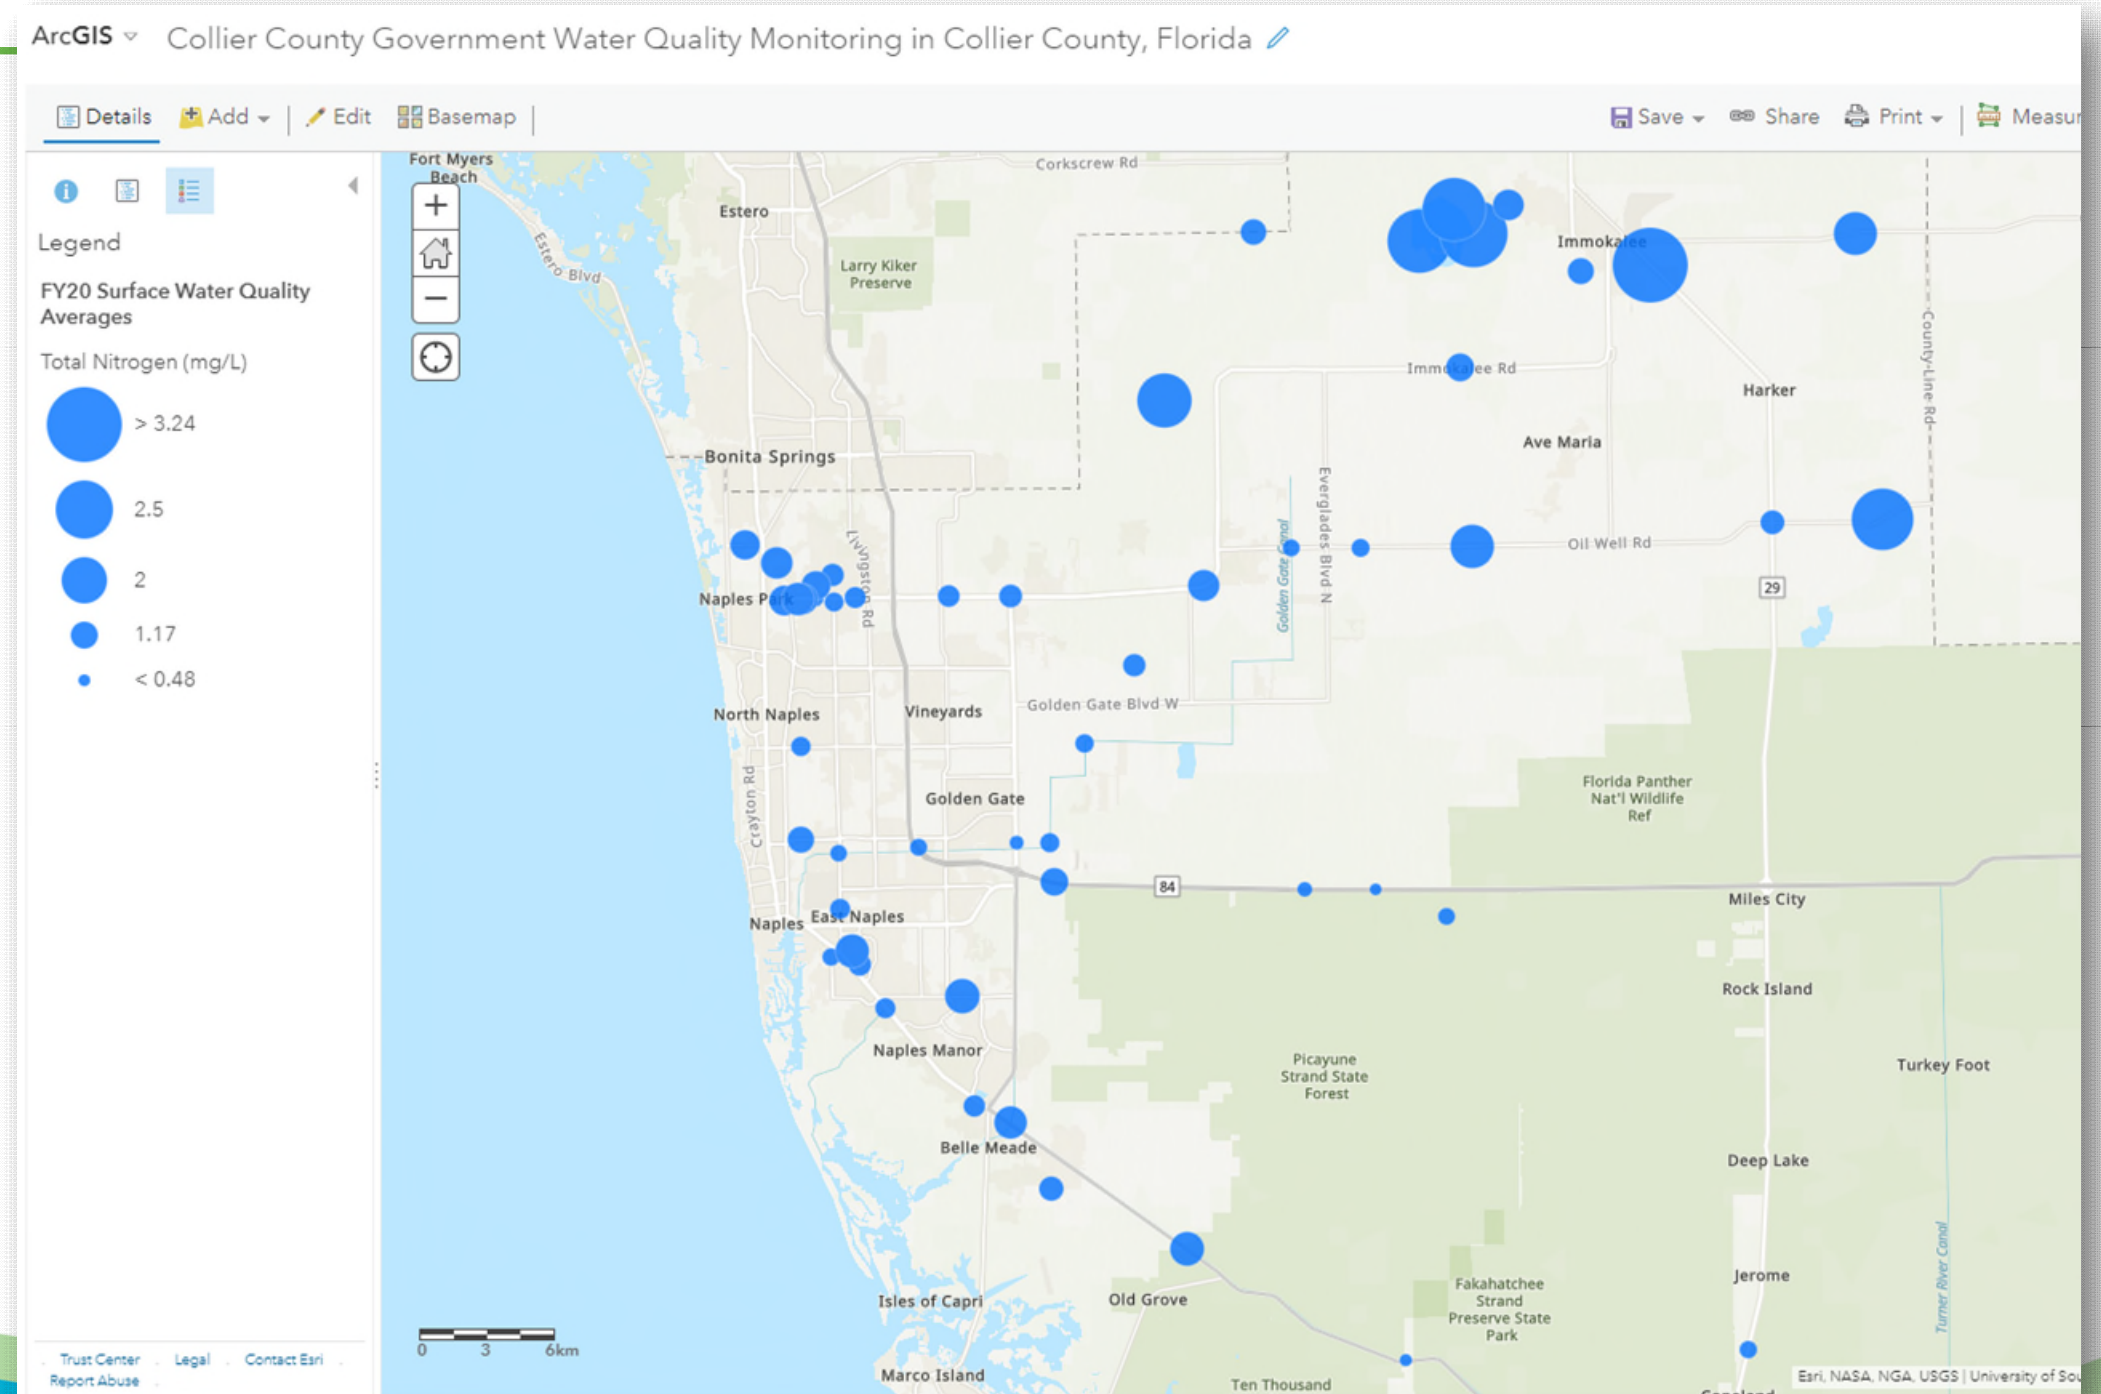 ArcGIS Collier County Government Water Quality Monitoring in Collier County, Florida
Details Add Edit Basemap Save Share Print Measur
Legend
FY20 Surface Water Quality
Averages
Total Nitrogen (mg/L)
> 3.24
2.5
2
1.17
< 0.48
Trust Center Legal Contact Esri
Report Abuse
Fort Myers
Beach
Corkscrew Rd
Estero
Estero Blvd
Larry Kiker
Preserve
Immokalee
County-Line Rd
Immokalee Rd
Harker
Ave Maria
Bonita Springs
Everglades Blvd N
Golden Gate Canal
Livingston Rd
Oil Well Rd
29
Naples Park
Golden Gate Blvd W
North Naples
Vineyards
Crayton Rd
Golden Gate
Florida Panther
Nat'l Wildlife
Ref
84
Miles City
Naples
East Naples
Rock Island
Naples Manor
Picayune
Strand State
Forest
Turkey Foot
Belle Meade
Deep Lake
Turner River Canal
Isles of Capri
Old Grove
Fakahatchee
Strand
Preserve State
Park
Jerome
0 3 6km
Marco Island
Ten Thousand
Esri, NASA, NGA, USGS | University of Sou